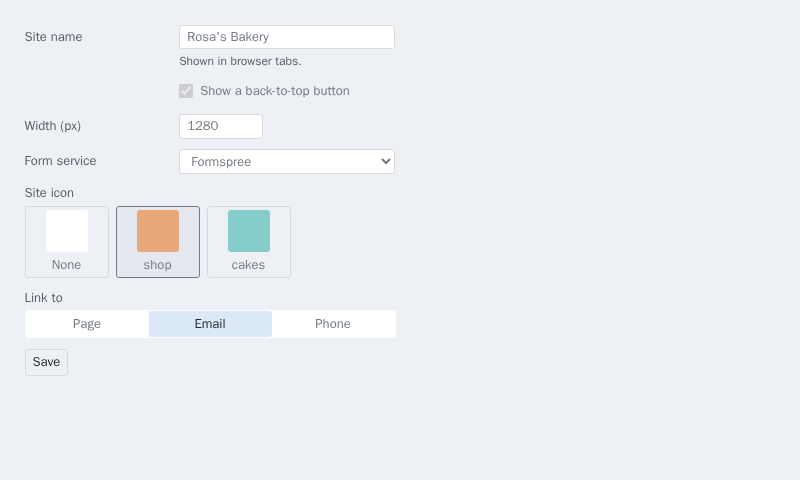 Site name
Rosa's Bakery
Shown in browser tabs.
Show a back-to-top button
Width (px)
1280
Form service
Formspree
Site icon
None
shop
cakes
Link to
Page
Email
Phone
Save